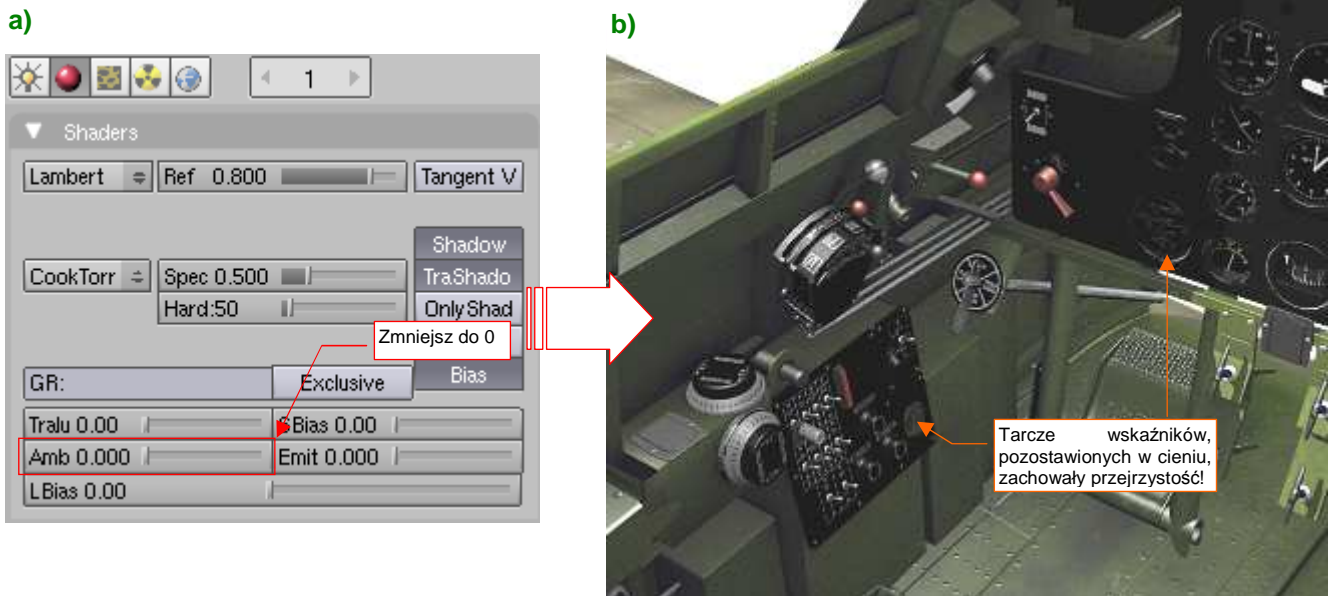 a)
b)
1
Shaders
Lambert
Ref 0.800
Tangent V
Shadow
CookTorr
Spec 0.500
TraShado
Hard:50
Only Shad
Zmniejsz do 0
GR:
Exclusive
Bias
Tralu 0.00
SBias 0.00
Amb 0.000
Emit 0.000
LBias 0.00
Tarcze wskaźników,
pozostawionych w cieniu,
zachowały przejrzystość!